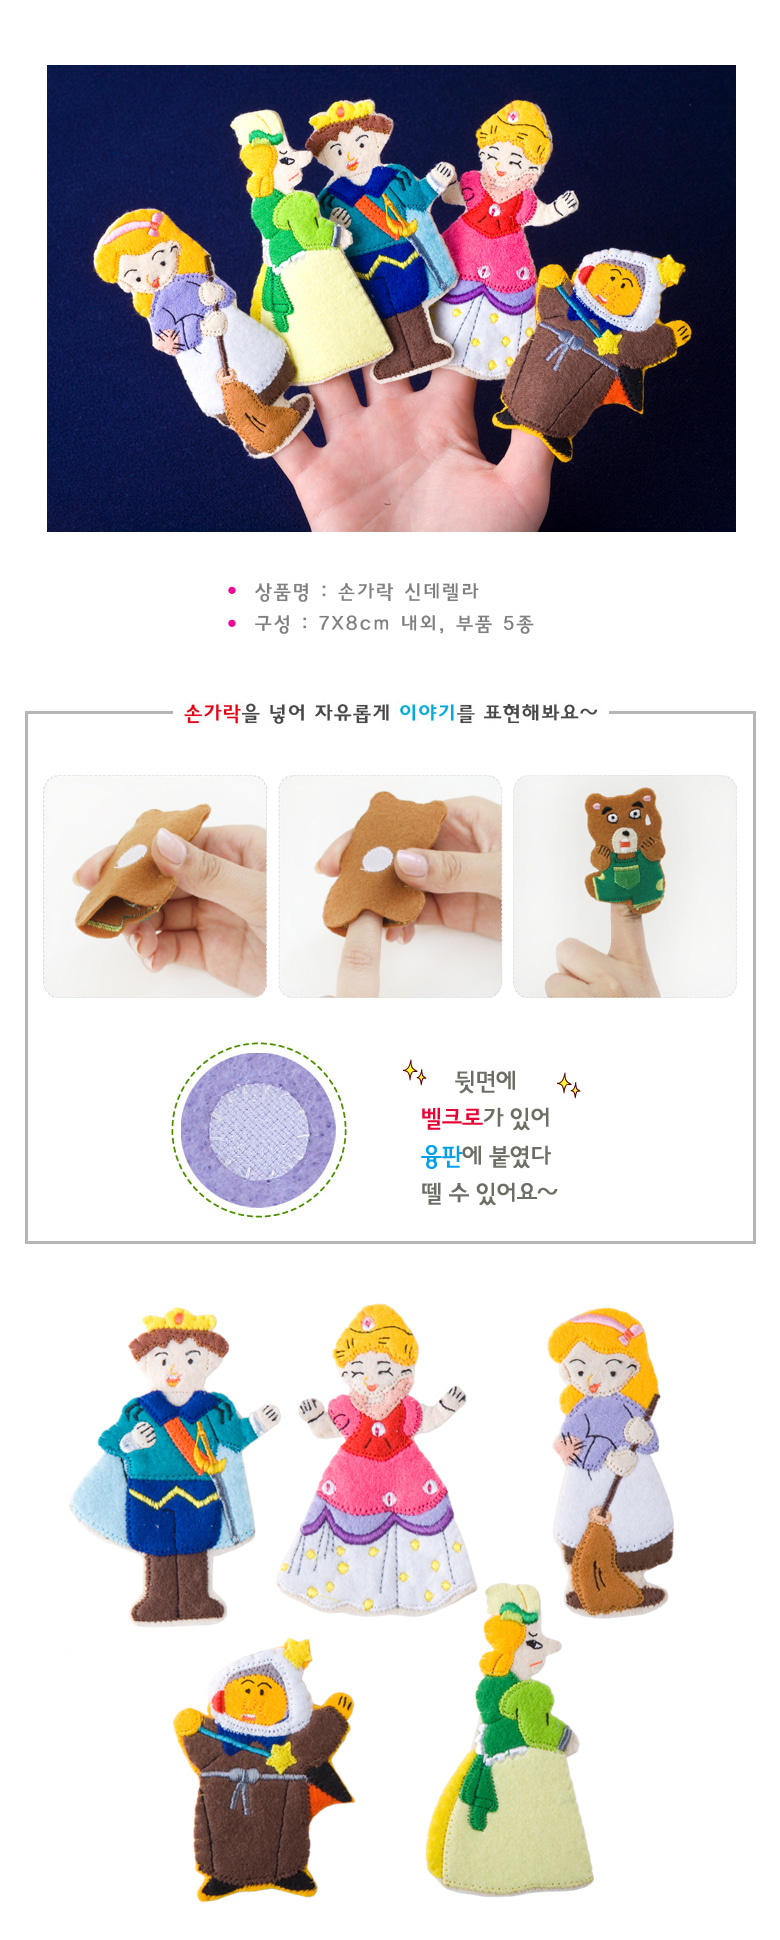 상품명 : 손가락 신데렐라
구성 : 7X8cm 내외, 부품 5종
손가락을 넣어 자유롭게 이야기를 표현해봐요~
뒷면에
벨크로가 있어
융판에 붙였다
뗄 수 있어요~